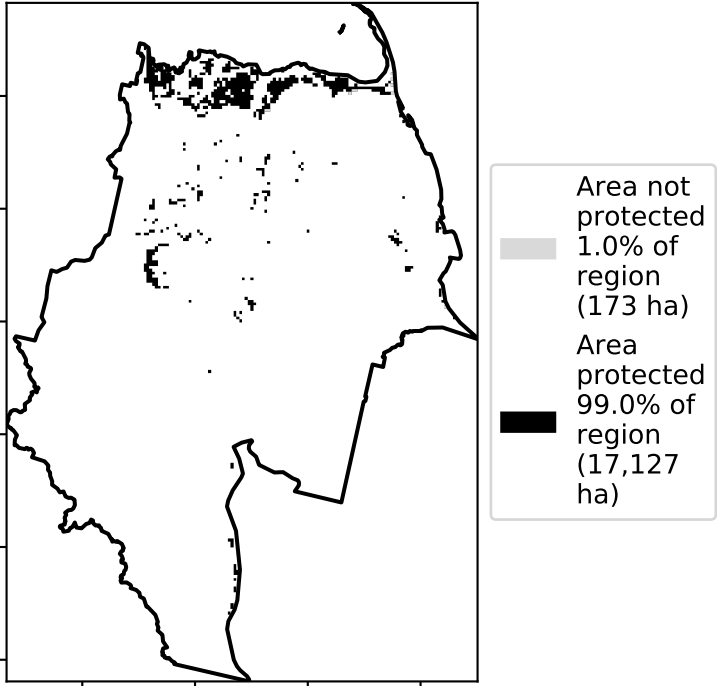 Area not
protected
1.0% of
region
(173 ha)
Area
protected
99.0% of
region
(17,127
ha)